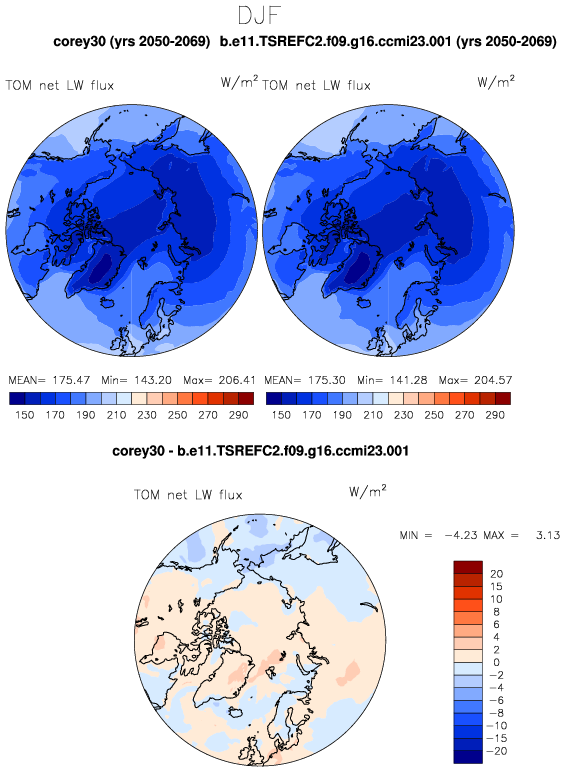 DJF
corey30 (yrs 2050-2069) b.e11.TSREFC2.f09.g16.ccmi23.001 (yrs 2050-2069)
TOM net LW flux W/m² TOM net LW flux W/m²
MEAN= 175.47 Min= 143.20 Max= 206.41 MEAN= 175.30 Min= 141.28 Max= 204.57
150 170 190 210 230 250 270 290 150 170 190 210 230 250 270 290
corey30 - b.e11.TSREFC2.f09.g16.ccmi23.001
TOM net LW flux W/m²
MIN = -4.23 MAX = 3.13
20
15
10
8
6
4
2
0
-2
-4
-6
-8
-10
-15
-20